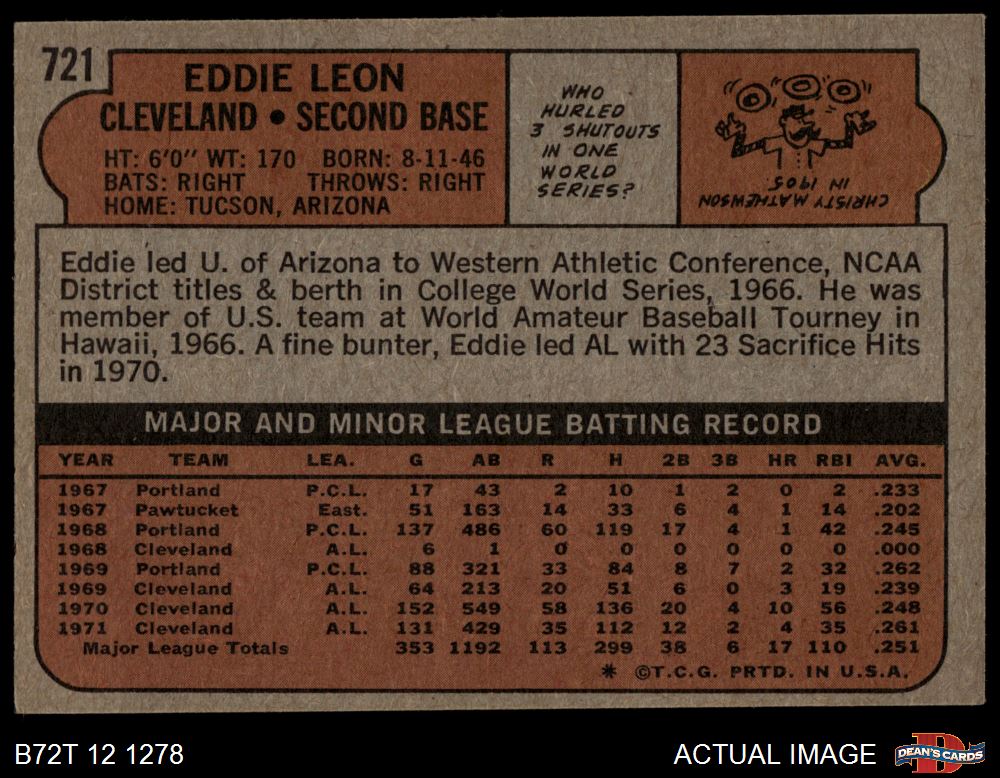 721
EDDIE LEON
CLEVELAND • SECOND BASE
HT: 6'0" WT: 170 BORN: 8-11-46
BATS: RIGHT THROWS: RIGHT
HOME: TUCSON, ARIZONA
WHO
HURLED
3 SHUTOUTS
IN ONE
WORLD
SERIES?
CHRISTY MATHEWSON
IN 1905
Eddie led U. of Arizona to Western Athletic Conference, NCAA
District titles & berth in College World Series, 1966. He was
member of U.S. team at World Amateur Baseball Tourney in
Hawaii, 1966. A fine bunter, Eddie led AL with 23 Sacrifice Hits
in 1970.
MAJOR AND MINOR LEAGUE BATTING RECORD
YEAR TEAM LEA. G AB R H 2B 3B HR RBI AVG.
1967 Portland P.C.L. 17 43 2 10 1 2 0 2 .233
1967 Pawtucket East. 51 163 14 33 6 4 1 14 .202
1968 Portland P.C.L. 137 486 60 119 17 4 1 42 .245
1968 Cleveland A.L. 6 1 0 0 0 0 0 0 .000
1969 Portland P.C.L. 88 321 33 84 8 7 2 32 .262
1969 Cleveland A.L. 64 213 20 51 6 0 3 19 .239
1970 Cleveland A.L. 152 549 58 136 20 4 10 56 .248
1971 Cleveland A.L. 131 429 35 112 12 2 4 35 .261
Major League Totals 353 1192 113 299 38 6 17 110 .251
* ©T.C.G. PRTD. IN U.S.A.
B72T 12 1278
ACTUAL IMAGE
DEAN'S CARDS